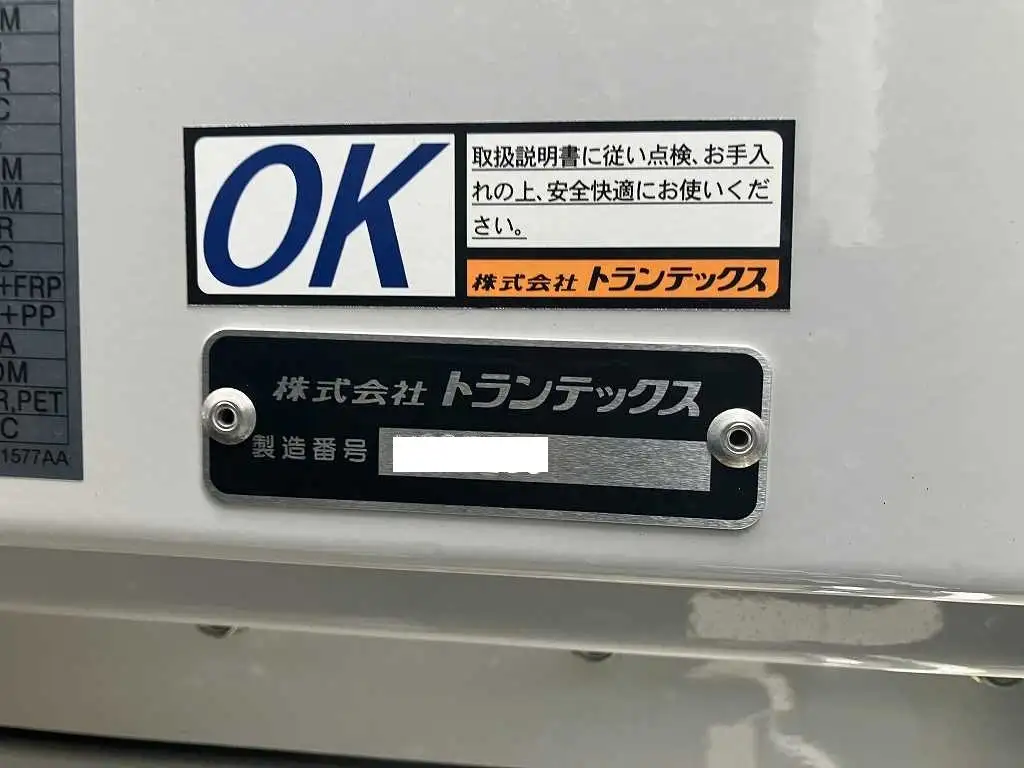 M
R
C
M
M
R
C
+FRP
+PP
A
OM
R,PET
C
1577AA
OK
取扱説明書に従い点検、お手入
れの上、安全快適にお使いくだ
さい。
株式会社 トランテックス
株式会社 トランテックス
製造番号